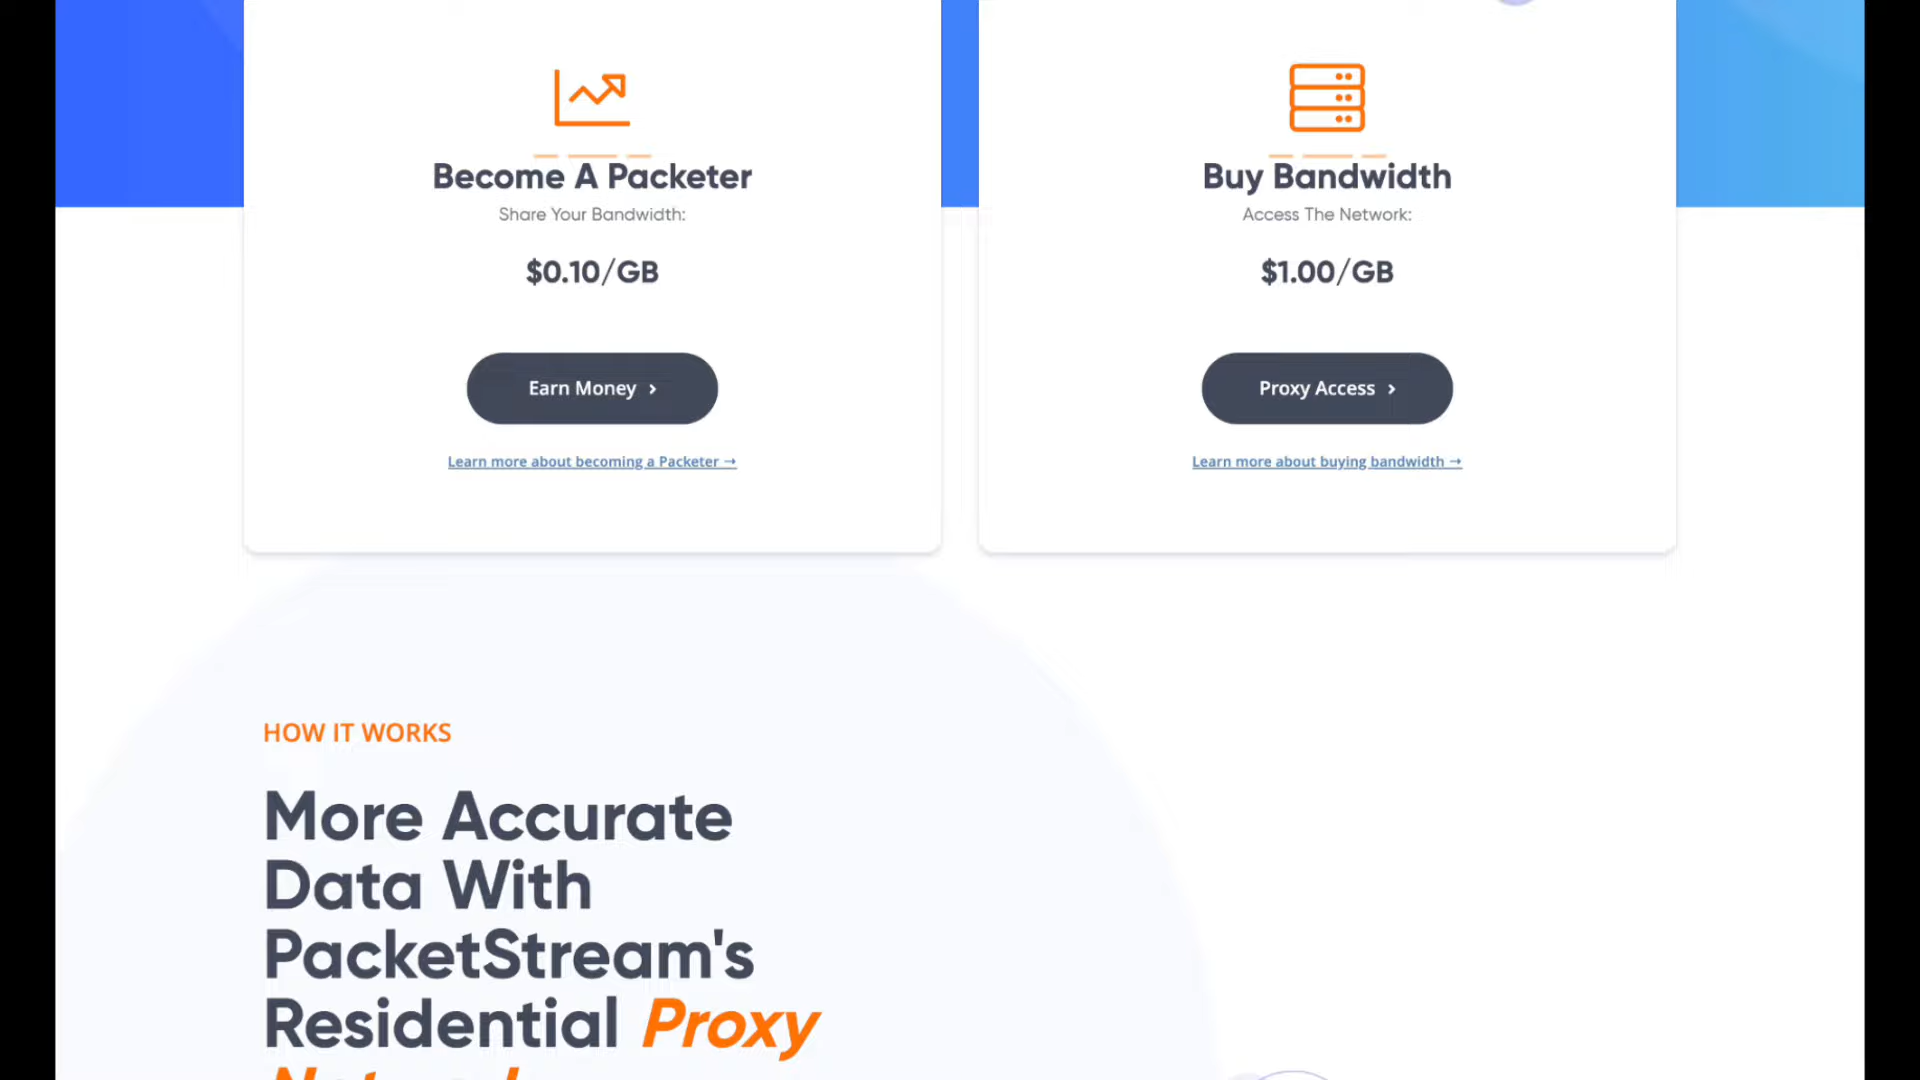 Become A Packeter
Share Your Bandwidth:
$0.10/GB
Earn Money ›
Learn more about becoming a Packeter →
Buy Bandwidth
Access The Network:
$1.00/GB
Proxy Access ›
Learn more about buying bandwidth →
HOW IT WORKS
More Accurate
Data With
PacketStream's
Residential Proxy